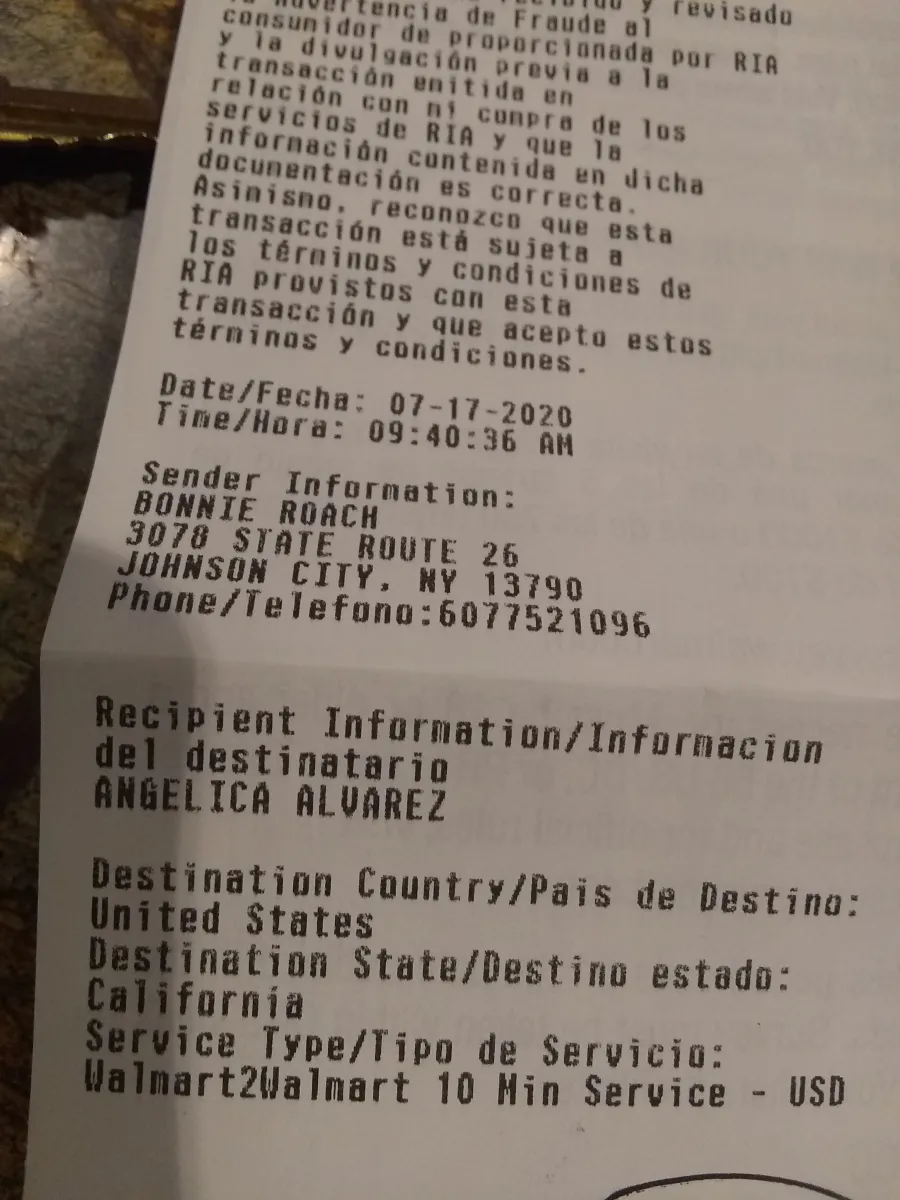 y revisado
la Advertencia de Fraude al
consumidor de proporcionada por RIA
y la divulgación previa a la
transacción emitida en
relación con mi compra de los
servicios de RIA y que la
información contenida en dicha
documentación es correcta.
Asimismo, reconozco que esta
transacción está sujeta a
los términos y condiciones de
RIA provistos con esta
transacción y que acepto estos
términos y condiciones.
Date/Fecha: 07-17-2020
Time/Hora: 09:40:36 AM
Sender Information:
BONNIE ROACH
3078 STATE ROUTE 26
JOHNSON CITY, NY 13790
Phone/Telefono:6077521096
Recipient Information/Informacion
del destinatario
ANGELICA ALVAREZ
Destination Country/Pais de Destino:
United States
Destination State/Destino estado:
California
Service Type/Tipo de Servicio:
Walmart2Walmart 10 Min Service - USD